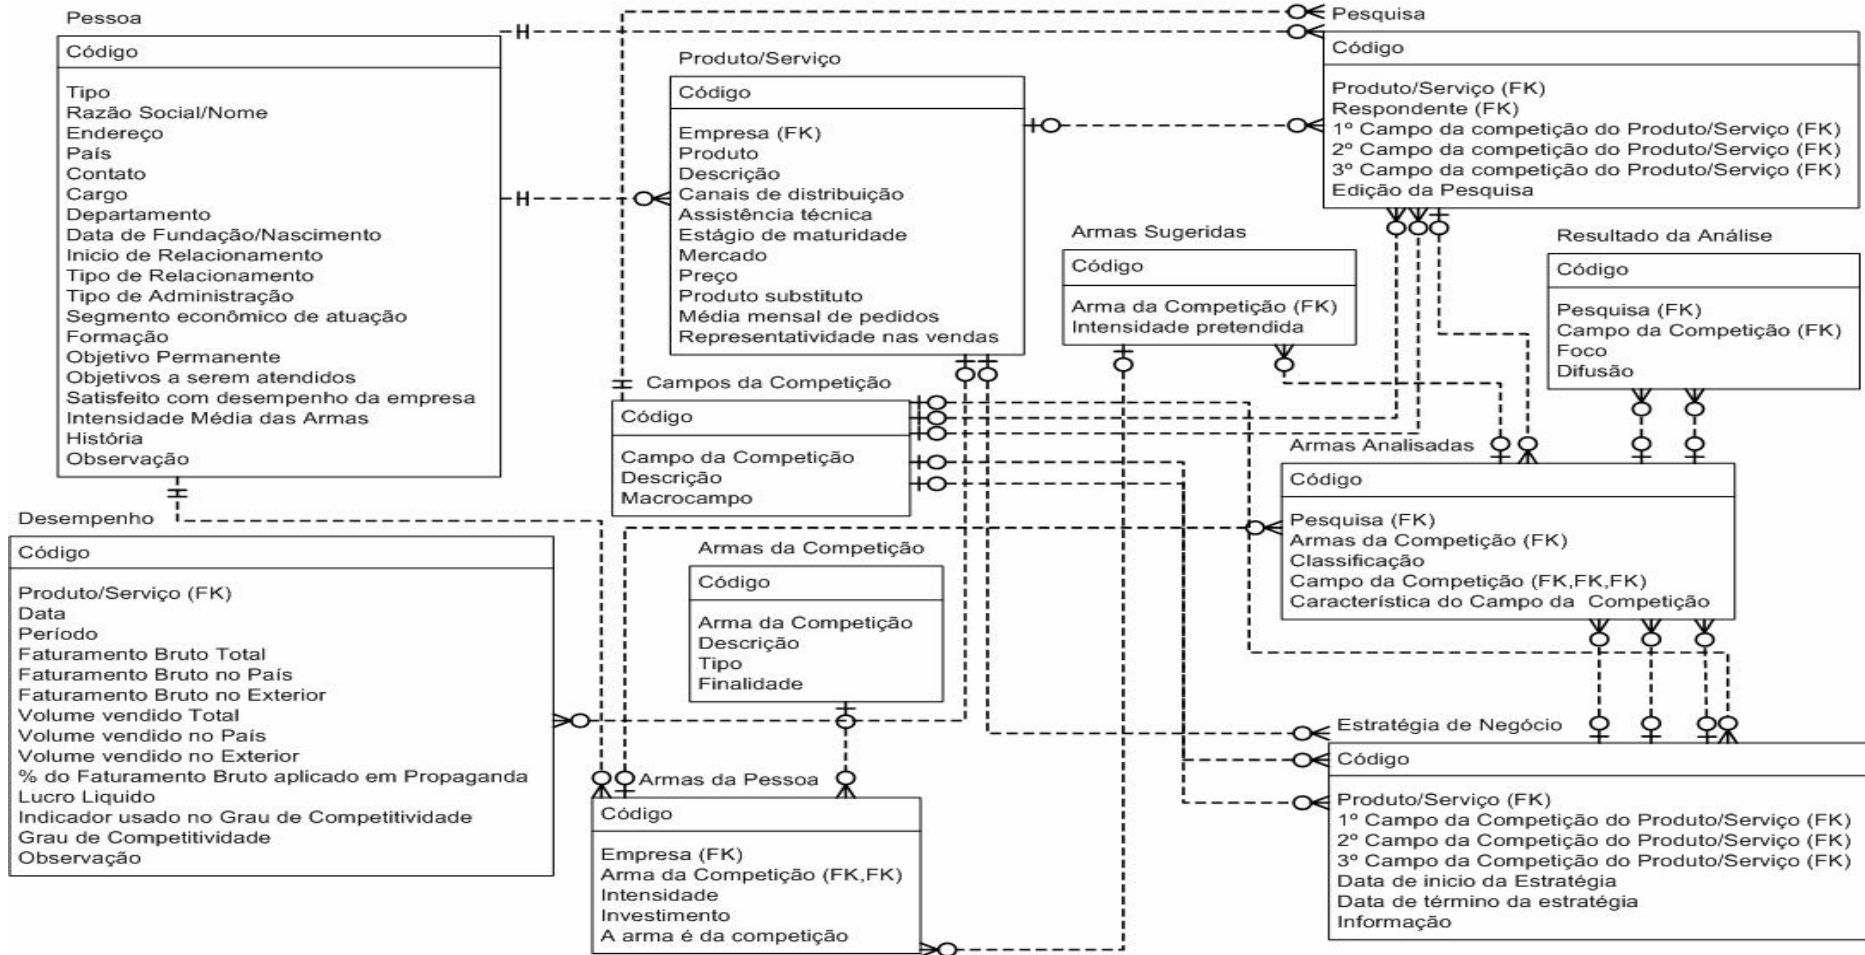 Pessoa
Código
Tipo
Razão Social/Nome
Endereço
País
Contato
Cargo
Departamento
Data de Fundação/Nascimento
Inicio de Relacionamento
Tipo de Relacionamento
Tipo de Administração
Segmento econômico de atuação
Formação
Objetivo Permanente
Objetivos a serem atendidos
Satisfeito com desempenho da empresa
Intensidade Média das Armas
História
Observação
Produto/Serviço
Código
Empresa (FK)
Produto
Descrição
Canais de distribuição
Assistência técnica
Estágio de maturidade
Mercado
Preço
Produto substituto
Média mensal de pedidos
Representatividade nas vendas
Pesquisa
Código
Produto/Serviço (FK)
Respondente (FK)
1º Campo da competição do Produto/Serviço (FK)
2º Campo da competição do Produto/Serviço (FK)
3º Campo da competição do Produto/Serviço (FK)
Edição da Pesquisa
Armas Sugeridas
Código
Arma da Competição (FK)
Intensidade pretendida
Resultado da Análise
Código
Pesquisa (FK)
Campo da Competição (FK)
Foco
Difusão
Campos da Competição
Código
Campo da Competição
Descrição
Macrocampo
Armas Analisadas
Código
Pesquisa (FK)
Armas da Competição (FK)
Classificação
Campo da Competição (FK,FK,FK)
Característica do Campo da Competição
Desempenho
Código
Produto/Serviço (FK)
Data
Período
Faturamento Bruto Total
Faturamento Bruto no País
Faturamento Bruto no Exterior
Volume vendido Total
Volume vendido no País
Volume vendido no Exterior
% do Faturamento Bruto aplicado em Propaganda
Lucro Liquido
Indicador usado no Grau de Competitividade
Grau de Competitividade
Observação
Armas da Competição
Código
Arma da Competição
Descrição
Tipo
Finalidade
Armas da Pessoa
Código
Empresa (FK)
Arma da Competição (FK,FK)
Intensidade
Investimento
A arma é da competição
Estratégia de Negócio
Código
Produto/Serviço (FK)
1º Campo da Competição do Produto/Serviço (FK)
2º Campo da Competição do Produto/Serviço (FK)
3º Campo da Competição do Produto/Serviço (FK)
Data de inicio da Estratégia
Data de término da estratégia
Informação